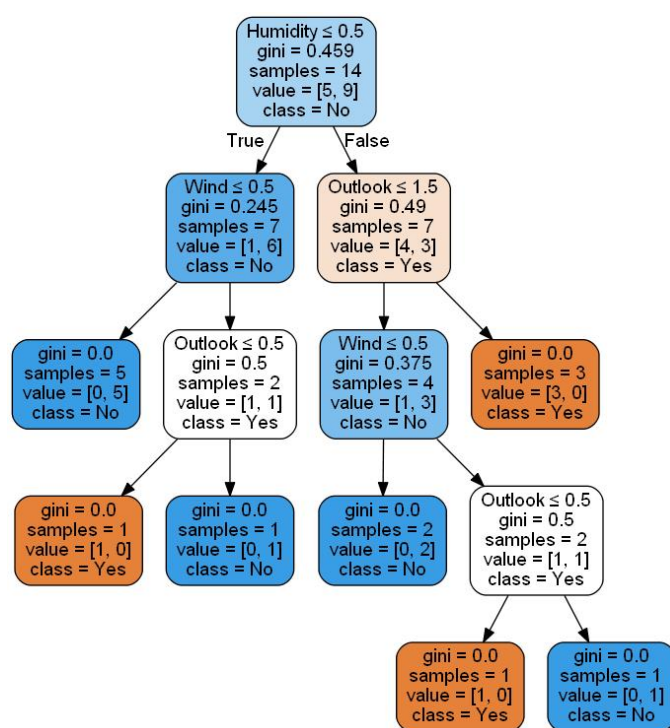 Humidity ≤ 0.5
gini = 0.459
samples = 14
value = [5, 9]
class = No
True
False
Wind ≤ 0.5
gini = 0.245
samples = 7
value = [1, 6]
class = No
Outlook ≤ 1.5
gini = 0.49
samples = 7
value = [4, 3]
class = Yes
gini = 0.0
samples = 5
value = [0, 5]
class = No
Outlook ≤ 0.5
gini = 0.5
samples = 2
value = [1, 1]
class = Yes
Wind ≤ 0.5
gini = 0.375
samples = 4
value = [1, 3]
class = No
gini = 0.0
samples = 3
value = [3, 0]
class = Yes
gini = 0.0
samples = 1
value = [1, 0]
class = Yes
gini = 0.0
samples = 1
value = [0, 1]
class = No
gini = 0.0
samples = 2
value = [0, 2]
class = No
Outlook ≤ 0.5
gini = 0.5
samples = 2
value = [1, 1]
class = Yes
gini = 0.0
samples = 1
value = [1, 0]
class = Yes
gini = 0.0
samples = 1
value = [0, 1]
class = No